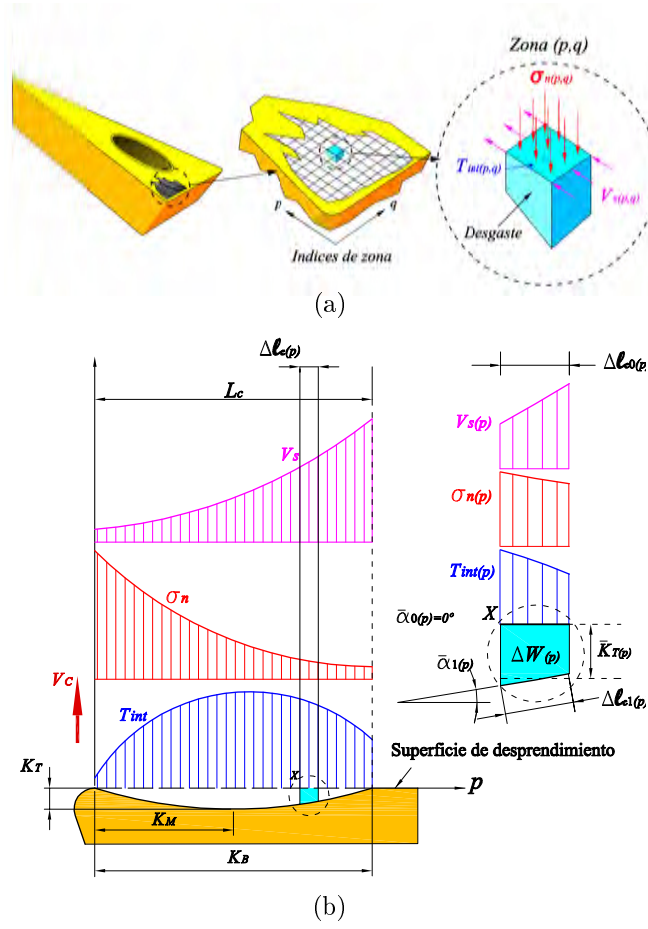 Zona (p,q)
σn(p,q)
Tint(p,q)
Vs(p,q)
Desgaste
p
q
Indices de zona
(a)
Δℓc(p)
Δℓc0(p)
Lc
Vs
Vs(p)
σn
σn(p)
Tint(p)
X
ᾱ0(p)=0°
ᾱ1(p)
ΔW(p)
K̄T(p)
Δℓc1(p)
Vc
Tint
Superficie de desprendimiento
KT
X
p
KM
KB
(b)